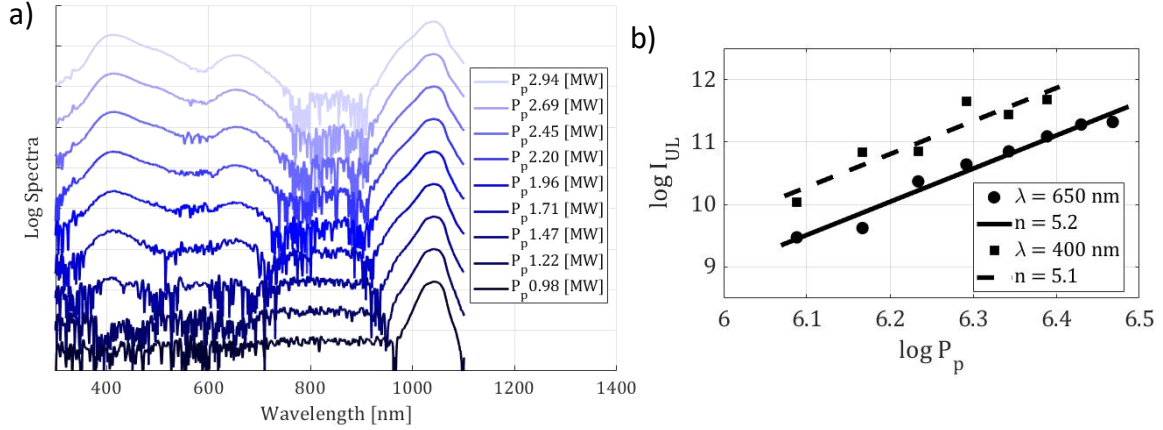 a)
Log Spectra
P_p 2.94 [MW]
P_p 2.69 [MW]
P_p 2.45 [MW]
P_p 2.20 [MW]
P_p 1.96 [MW]
P_p 1.71 [MW]
P_p 1.47 [MW]
P_p 1.22 [MW]
P_p 0.98 [MW]
400 600 800 1000 1200 1400
Wavelength [nm]
b)
12
11
10
9
log I_UL
λ = 650 nm
n = 5.2
λ = 400 nm
n = 5.1
6 6.1 6.2 6.3 6.4 6.5
log P_p